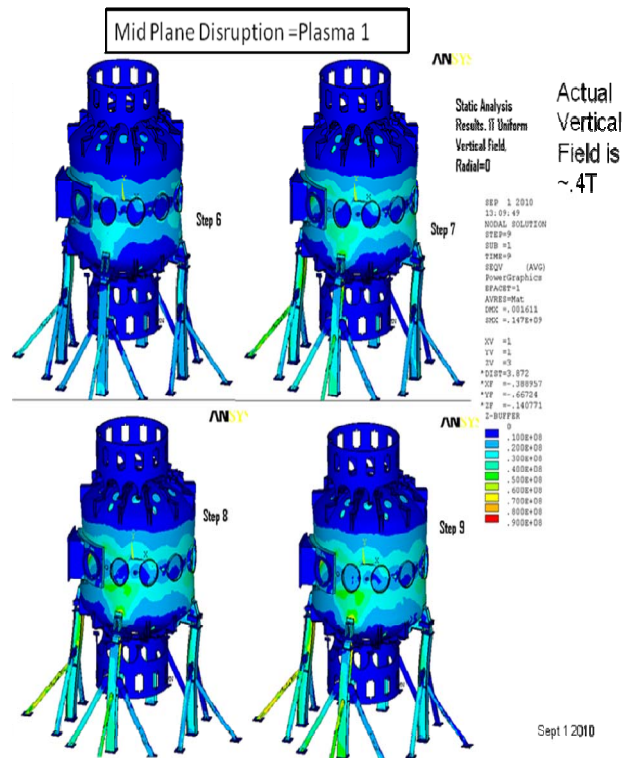 Mid Plane Disruption =Plasma 1
ANSYS
Static Analysis
Results. 1T Uniform
Vertical Field,
Radial=0
Actual
Vertical
Field is
~.4T
Step 6
Step 7
SEP 1 2010
13:09:49
NODAL SOLUTION
STEP=9
SUB =1
TIME=9
SEQV (AVG)
PowerGraphics
EFACET=1
AVRES=Mat
DMX =.001611
SMX =.147E+09
XV =1
YV =1
ZV =3
*DIST=3.872
*XF =-.388957
*YF =-.66724
*ZF =-.140771
Z-BUFFER
0
.100E+08
.200E+08
.300E+08
.400E+08
.500E+08
.600E+08
.700E+08
.800E+08
.900E+08
ANSYS
ANSYS
Step 8
Step 9
Sept 1 2010